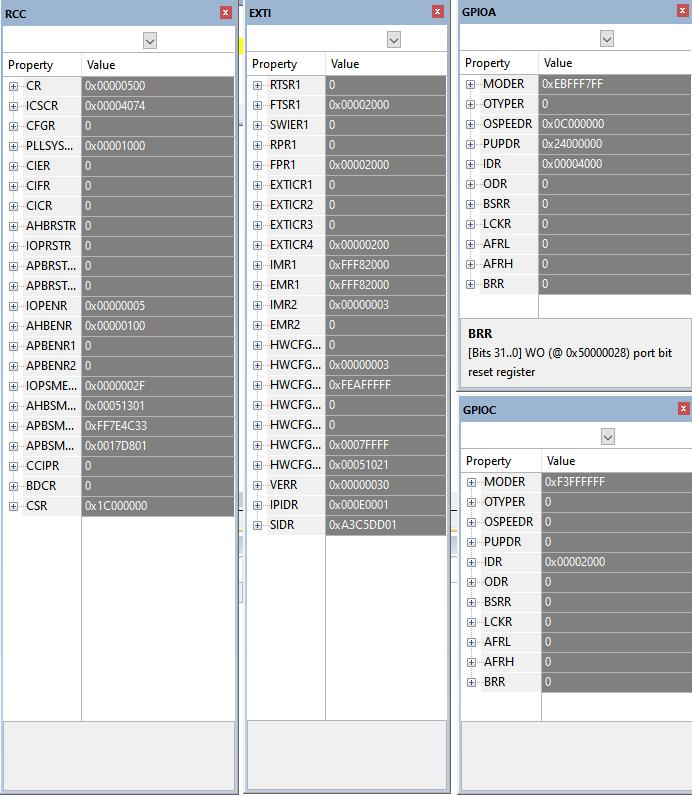 RCC
Property Value
CR 0x00000500
ICSCR 0x00004074
CFGR 0
PLLSYS... 0x00001000
CIER 0
CIFR 0
CICR 0
AHBRSTR 0
IOPRSTR 0
APBRST... 0
APBRST... 0
IOPENR 0x00000005
AHBENR 0x00000100
APBENR1 0
APBENR2 0
IOPSME... 0x0000002F
AHBSM... 0x00051301
APBSM... 0xFF7E4C33
APBSM... 0x0017D801
CCIPR 0
BDCR 0
CSR 0x1C000000
EXTI
Property Value
RTSR1 0
FTSR1 0x00002000
SWIER1 0
RPR1 0
FPR1 0x00002000
EXTICR1 0
EXTICR2 0
EXTICR3 0
EXTICR4 0x00000200
IMR1 0xFFF82000
EMR1 0xFFF82000
IMR2 0x00000003
EMR2 0
HWCFG... 0
HWCFG... 0x00000003
HWCFG... 0xFEAFFFFF
HWCFG... 0
HWCFG... 0
HWCFG... 0x0007FFFF
HWCFG... 0x00051021
VERR 0x00000030
IPIDR 0x000E0001
SIDR 0xA3C5DD01
GPIOA
Property Value
MODER 0xEBFFF7FF
OTYPER 0
OSPEEDR 0x0C000000
PUPDR 0x24000000
IDR 0x00004000
ODR 0
BSRR 0
LCKR 0
AFRL 0
AFRH 0
BRR 0
BRR
[Bits 31..0] WO (@ 0x50000028) port bit
reset register
GPIOC
Property Value
MODER 0xF3FFFFFF
OTYPER 0
OSPEEDR 0
PUPDR 0
IDR 0x00002000
ODR 0
BSRR 0
LCKR 0
AFRL 0
AFRH 0
BRR 0